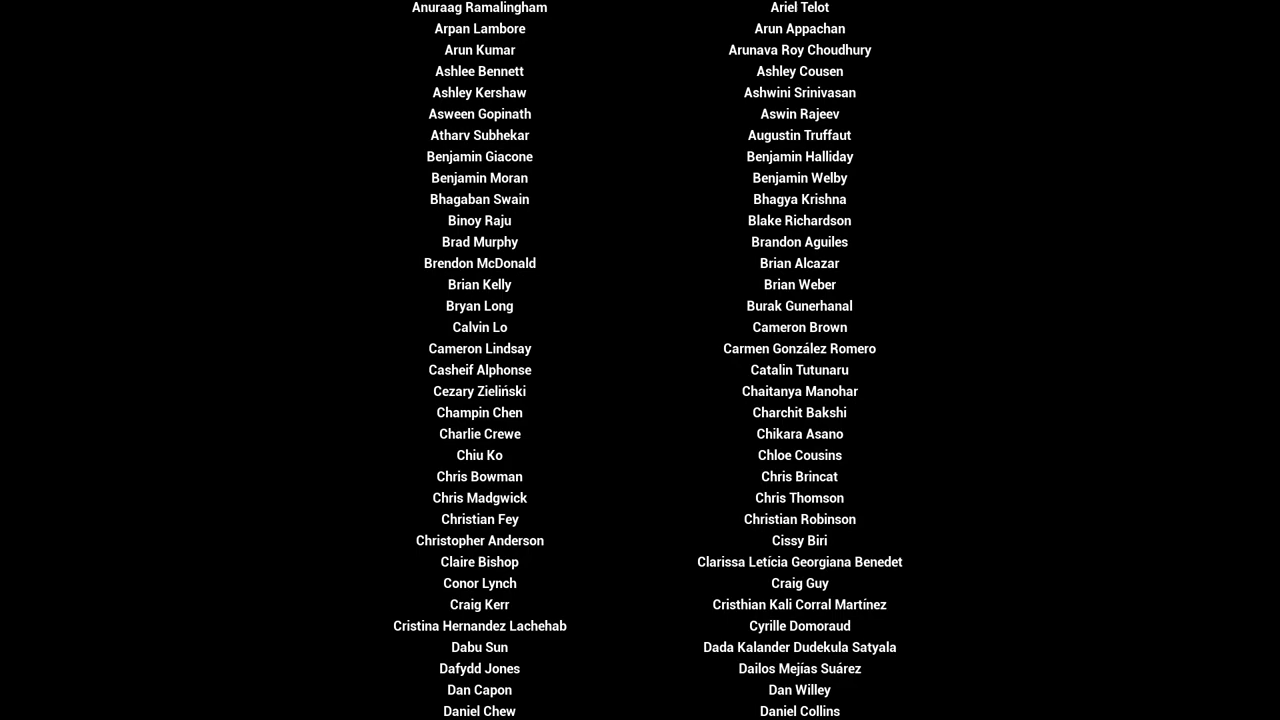 Anuraag Ramalingham Ariel Telot
Arpan Lambore Arun Appachan
Arun Kumar Arunava Roy Choudhury
Ashlee Bennett Ashley Cousen
Ashley Kershaw Ashwini Srinivasan
Asween Gopinath Aswin Rajeev
Atharv Subhekar Augustin Truffaut
Benjamin Giacone Benjamin Halliday
Benjamin Moran Benjamin Welby
Bhagaban Swain Bhagya Krishna
Binoy Raju Blake Richardson
Brad Murphy Brandon Aguiles
Brendon McDonald Brian Alcazar
Brian Kelly Brian Weber
Bryan Long Burak Gunerhanal
Calvin Lo Cameron Brown
Cameron Lindsay Carmen González Romero
Casheif Alphonse Catalin Tutunaru
Cezary Zieliński Chaitanya Manohar
Champin Chen Charchit Bakshi
Charlie Crewe Chikara Asano
Chiu Ko Chloe Cousins
Chris Bowman Chris Brincat
Chris Madgwick Chris Thomson
Christian Fey Christian Robinson
Christopher Anderson Cissy Biri
Claire Bishop Clarissa Letícia Georgiana Benedet
Conor Lynch Craig Guy
Craig Kerr Cristhian Kali Corral Martínez
Cristina Hernandez Lachehab Cyrille Domoraud
Dabu Sun Dada Kalander Dudekula Satyala
Dafydd Jones Dailos Mejías Suárez
Dan Capon Dan Willey
Daniel Chew Daniel Collins